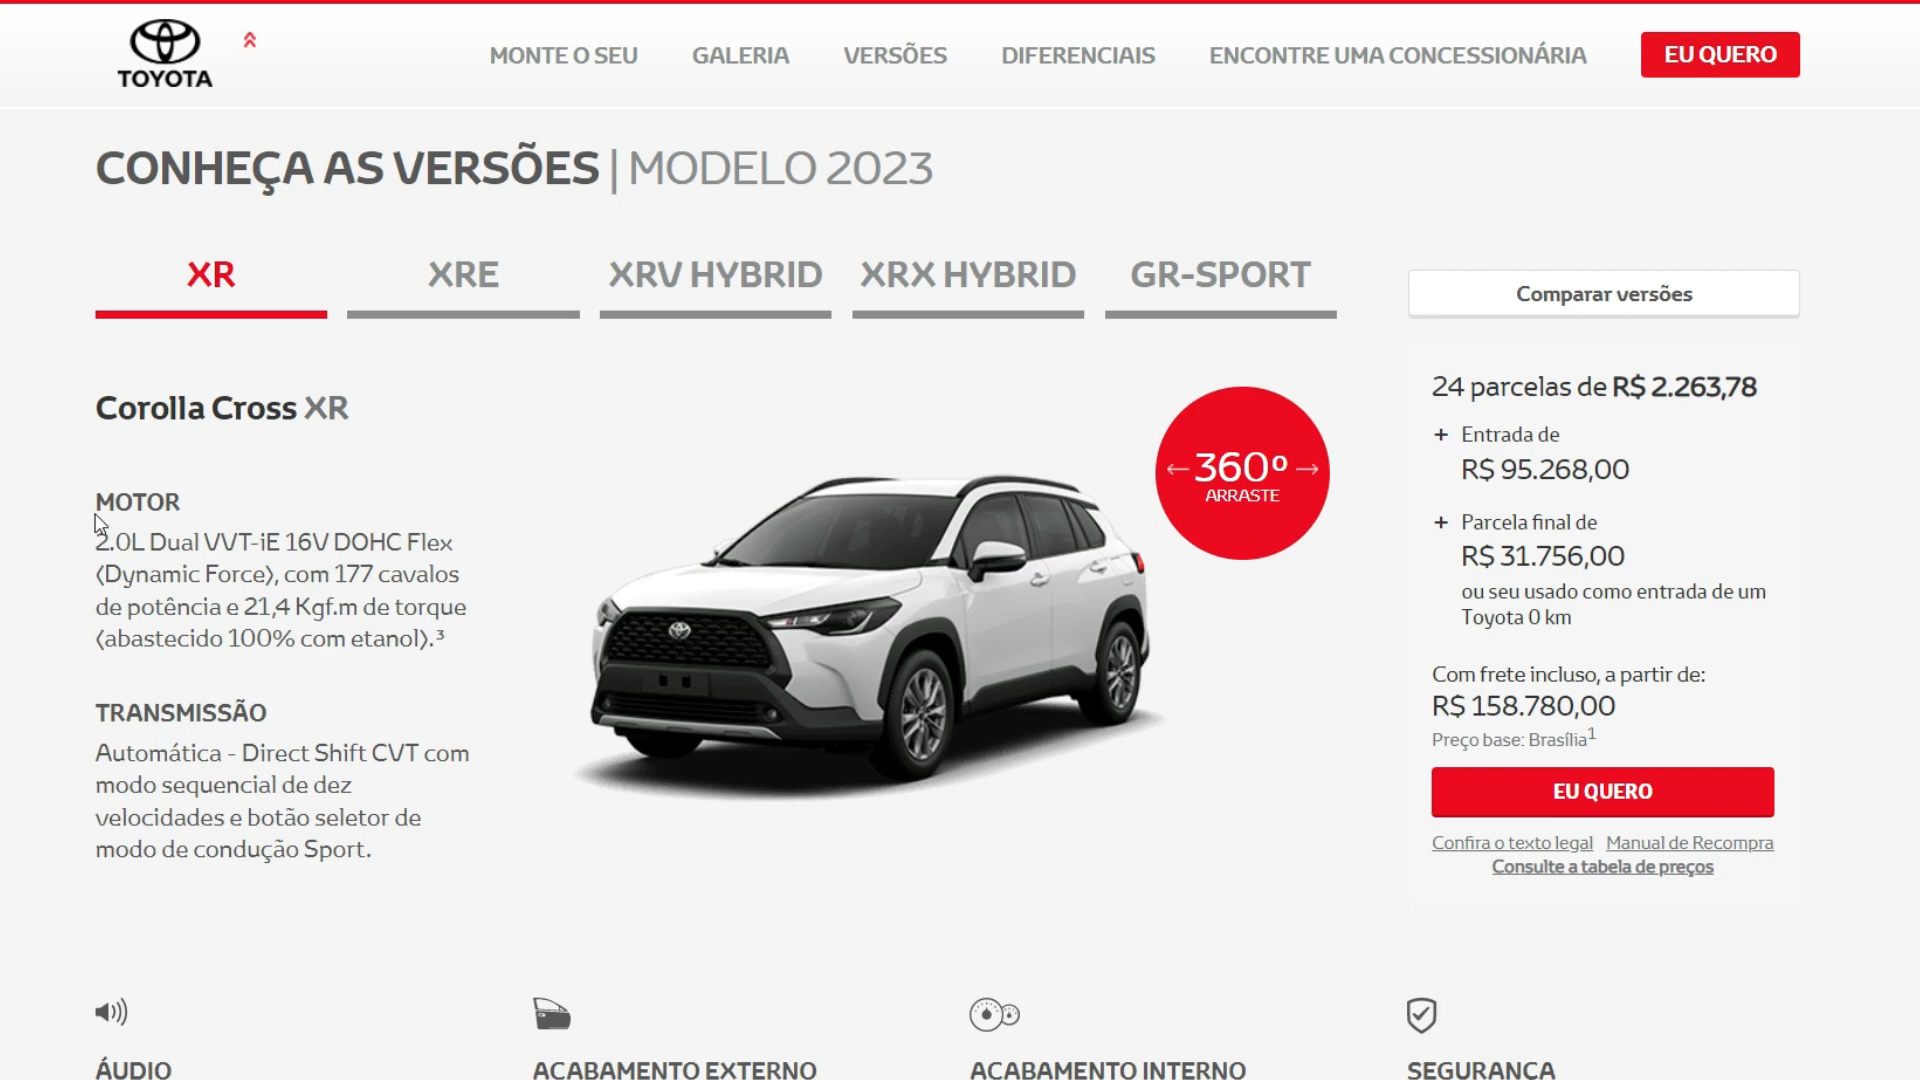 TOYOTA
MONTE O SEU
GALERIA
VERSÕES
DIFERENCIAIS
ENCONTRE UMA CONCESSIONÁRIA
EU QUERO
CONHEÇA AS VERSÕES | MODELO 2023
XR
XRE
XRV HYBRID
XRX HYBRID
GR-SPORT
Comparar versões
Corolla Cross XR
MOTOR
2.0L Dual VVT-iE 16V DOHC Flex
(Dynamic Force), com 177 cavalos
de potência e 21,4 Kgf.m de torque
(abastecido 100% com etanol).³
TRANSMISSÃO
Automática - Direct Shift CVT com
modo sequencial de dez
velocidades e botão seletor de
modo de condução Sport.
←360º→
ARRASTE
24 parcelas de R$ 2.263,78
+ Entrada de
R$ 95.268,00
+ Parcela final de
R$ 31.756,00
ou seu usado como entrada de um
Toyota 0 km
Com frete incluso, a partir de:
R$ 158.780,00
Preço base: Brasília¹
EU QUERO
Confira o texto legal Manual de Recompra
Consulte a tabela de preços
ÁUDIO
ACABAMENTO EXTERNO
ACABAMENTO INTERNO
SEGURANÇA